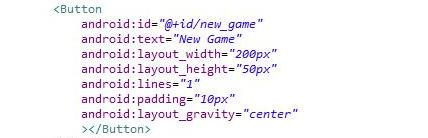 <Button
android:id="@+id/new_game"
android:text="New Game"
android:layout_width="200px"
android:layout_height="50px"
android:lines="1"
android:padding="10px"
android:layout_gravity="center"
></Button>